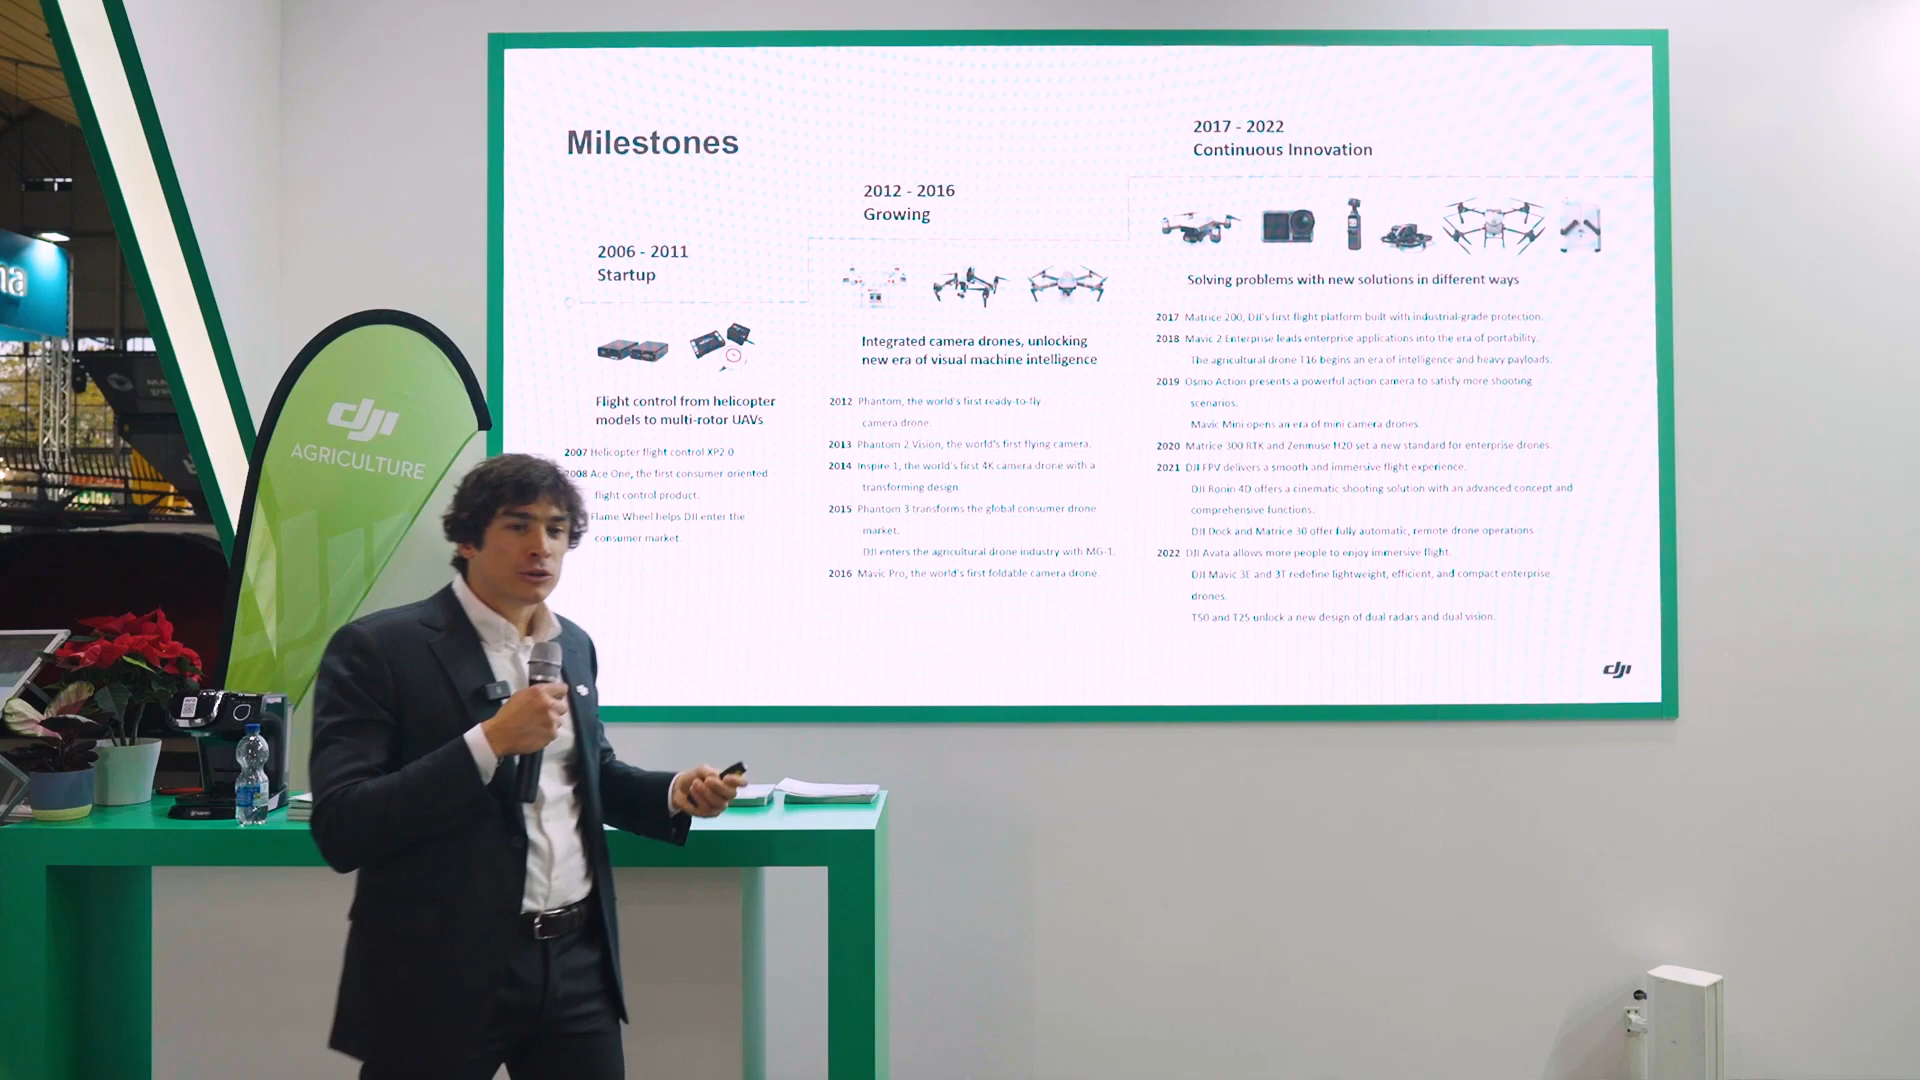 Milestones
2006 - 2011
Startup
Flight control from helicopter
models to multi-rotor UAVs
2007 Helicopter flight control XP2.0
2008 Ace One, the first consumer oriented
flight control product.
Flame Wheel helps DJI enter the
consumer market.
2012 - 2016
Growing
Integrated camera drones, unlocking
new era of visual machine intelligence
2012 Phantom, the world's first ready-to-fly
camera drone.
2013 Phantom 2 Vision, the world's first flying camera.
2014 Inspire 1, the world's first 4K camera drone with a
transforming design.
2015 Phantom 3 transforms the global consumer drone
market.
DJI enters the agricultural drone industry with MG-1.
2016 Mavic Pro, the world's first foldable camera drone.
2017 - 2022
Continuous Innovation
Solving problems with new solutions in different ways
2017 Matrice 200, DJI's first flight platform built with industrial-grade protection.
2018 Mavic 2 Enterprise leads enterprise applications into the era of portability.
The agricultural drone T16 begins an era of intelligence and heavy payloads.
2019 Osmo Action presents a powerful action camera to satisfy more shooting
scenarios.
Mavic Mini opens an era of mini camera drones.
2020 Matrice 300 RTK and Zenmuse H20 set a new standard for enterprise drones.
2021 DJI FPV delivers a smooth and immersive flight experience.
DJI Ronin 4D offers a cinematic shooting solution with an advanced concept and
comprehensive functions.
DJI Dock and Matrice 30 offer fully automatic, remote drone operations
2022 DJI Avata allows more people to enjoy immersive flight.
DJI Mavic 3E and 3T redefine lightweight, efficient, and compact enterprise
drones.
T50 and T25 unlock a new design of dual radars and dual vision.
dji
dji
AGRICULTURE